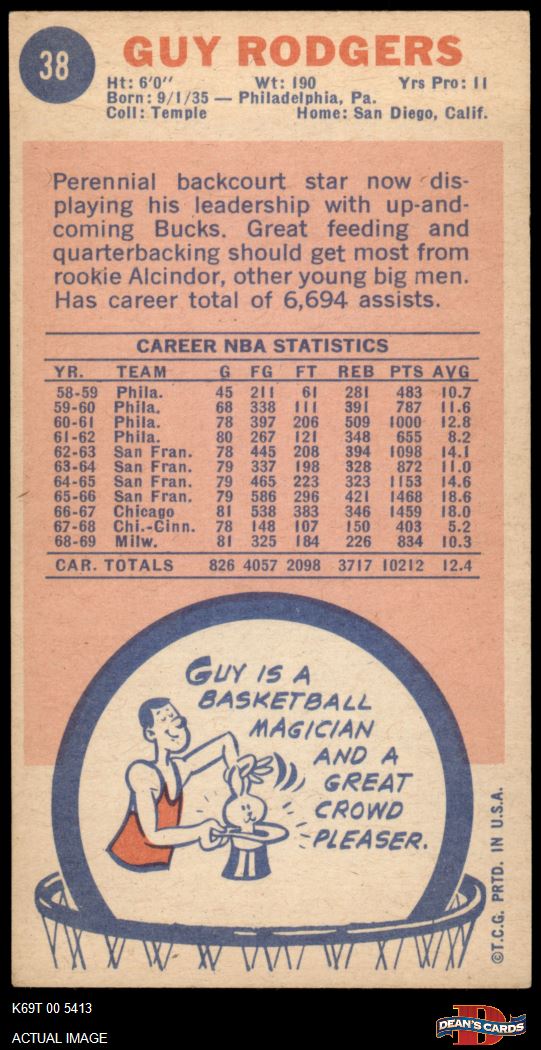 38
GUY RODGERS
Ht: 6'0" Wt: 190 Yrs Pro: 11
Born: 9/1/35 — Philadelphia, Pa.
Coll: Temple Home: San Diego, Calif.
Perennial backcourt star now dis-
playing his leadership with up-and-
coming Bucks. Great feeding and
quarterbacking should get most from
rookie Alcindor, other young big men.
Has career total of 6,694 assists.
CAREER NBA STATISTICS
YR. TEAM G FG FT REB PTS AVG
58-59 Phila. 45 211 61 281 483 10.7
59-60 Phila. 68 338 111 391 787 11.6
60-61 Phila. 78 397 206 509 1000 12.8
61-62 Phila. 80 267 121 348 655 8.2
62-63 San Fran. 78 445 208 394 1098 14.1
63-64 San Fran. 79 337 198 328 872 11.0
64-65 San Fran. 79 465 223 323 1153 14.6
65-66 San Fran. 79 586 296 421 1468 18.6
66-67 Chicago 81 538 383 346 1459 18.0
67-68 Chi.-Cinn. 78 148 107 150 403 5.2
68-69 Milw. 81 325 184 226 834 10.3
CAR. TOTALS 826 4057 2098 3717 10212 12.4
GUY IS A
BASKETBALL
MAGICIAN
AND A
GREAT
CROWD
PLEASER.
©T.C.G. PRTD. IN U.S.A.
K69T 00 5413
ACTUAL IMAGE
D
DEAN'S CARDS